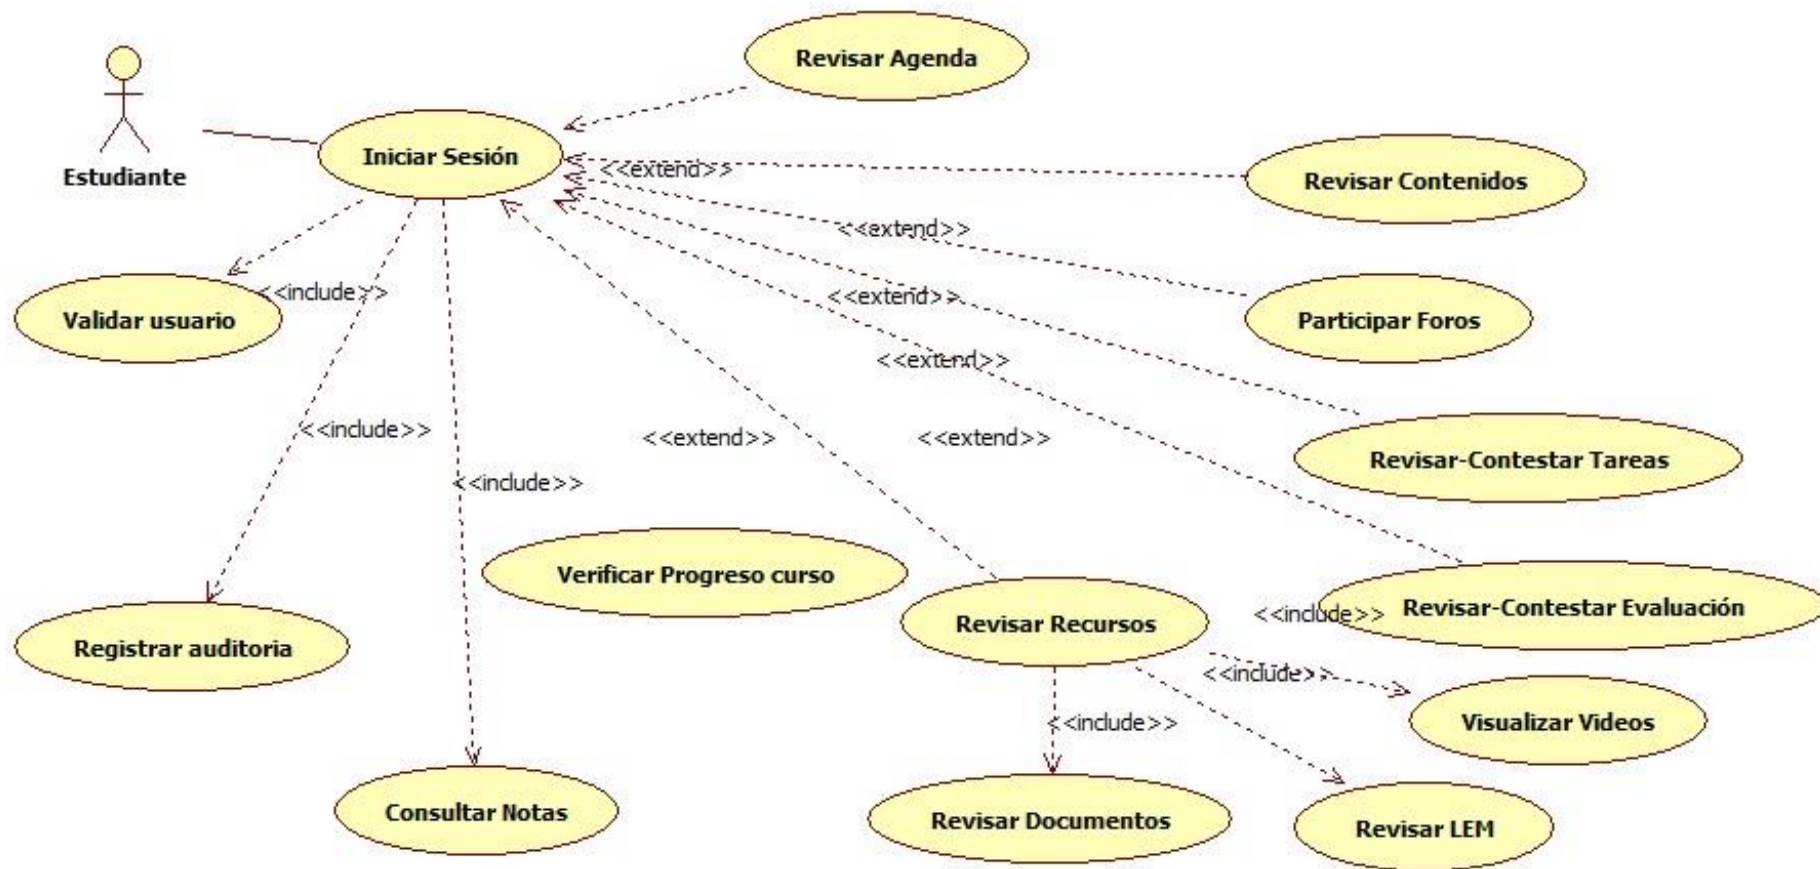 Revisar Agenda
Iniciar Sesión
Estudiante
<<extend>>
Revisar Contenidos
<<extend>>
<<include>>
<<extend>>
Validar usuario
Participar Foros
<<extend>>
<<include>>
<<extend>>
<<extend>>
Revisar-Contestar Tareas
<<include>>
Verificar Progreso curso
Revisar-Contestar Evaluación
<<include>>
Revisar Recursos
Registrar auditoria
<<include>>
Visualizar Videos
<<include>>
Consultar Notas
Revisar Documentos
Revisar LEM